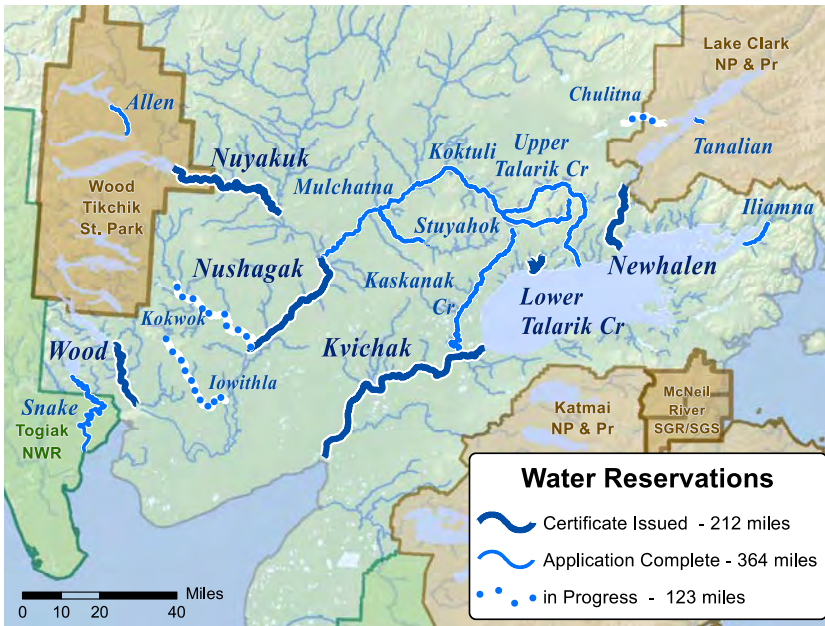 Lake Clark
NP & Pr
Allen
Chulitna
Nuyakuk
Koktuli
Upper
Talarik Cr
Tanalian
Mulchatna
Wood
Tikchik
St. Park
Stuyahok
Iliamna
Nushagak
Kaskanak
Cr
Newhalen
Lower
Talarik Cr
Kokwok
Wood
Kvichak
Iowithla
Snake
Togiak
NWR
Katmai
NP & Pr
McNeil
River
SGR/SGS
Water Reservations
Certificate Issued - 212 miles
Application Complete - 364 miles
in Progress - 123 miles
Miles
0 10 20 40